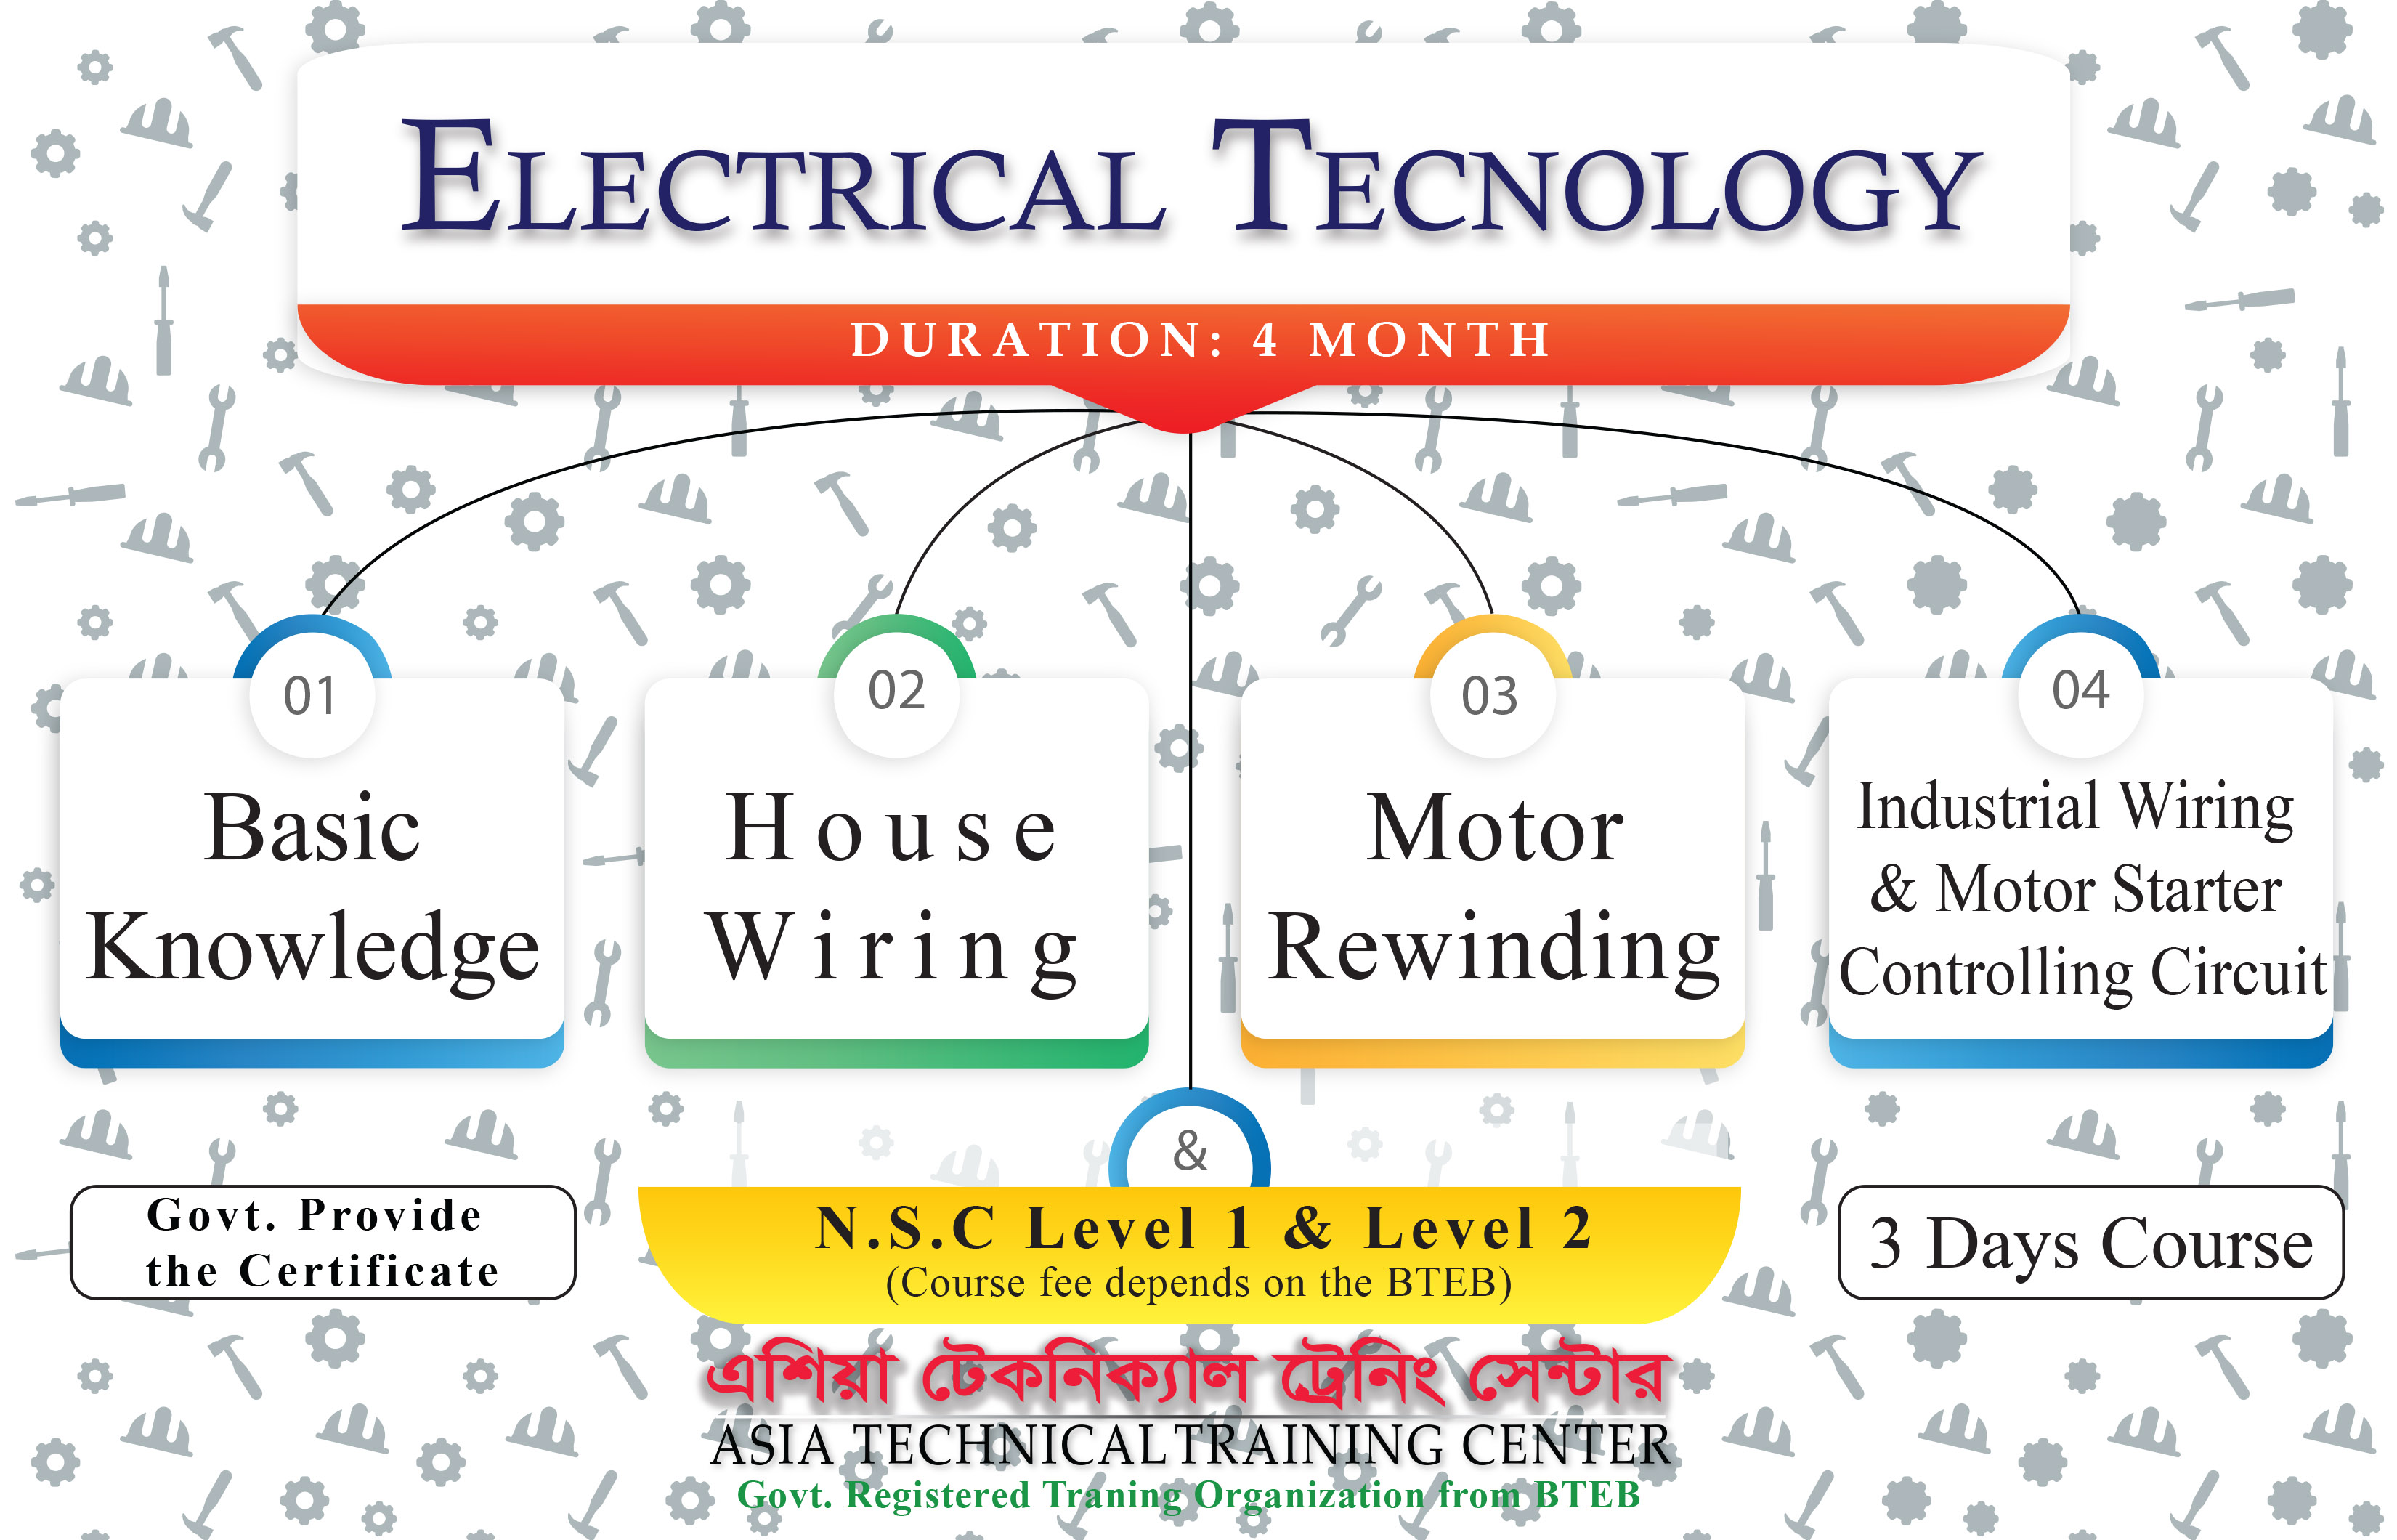 Electrical Tecnology
DURATION: 4 MONTH
01
Basic
Knowledge
02
House
Wiring
03
Motor
Rewinding
04
Industrial Wiring
& Motor Starter
Controlling Circuit
Govt. Provide
the Certificate
&
N.S.C Level 1 & Level 2
(Course fee depends on the BTEB)
3 Days Course
এশিয়া টেকনিক্যাল ট্রেনিং সেন্টার
ASIA TECHNICAL TRAINING CENTER
Govt. Registered Traning Organization from BTEB